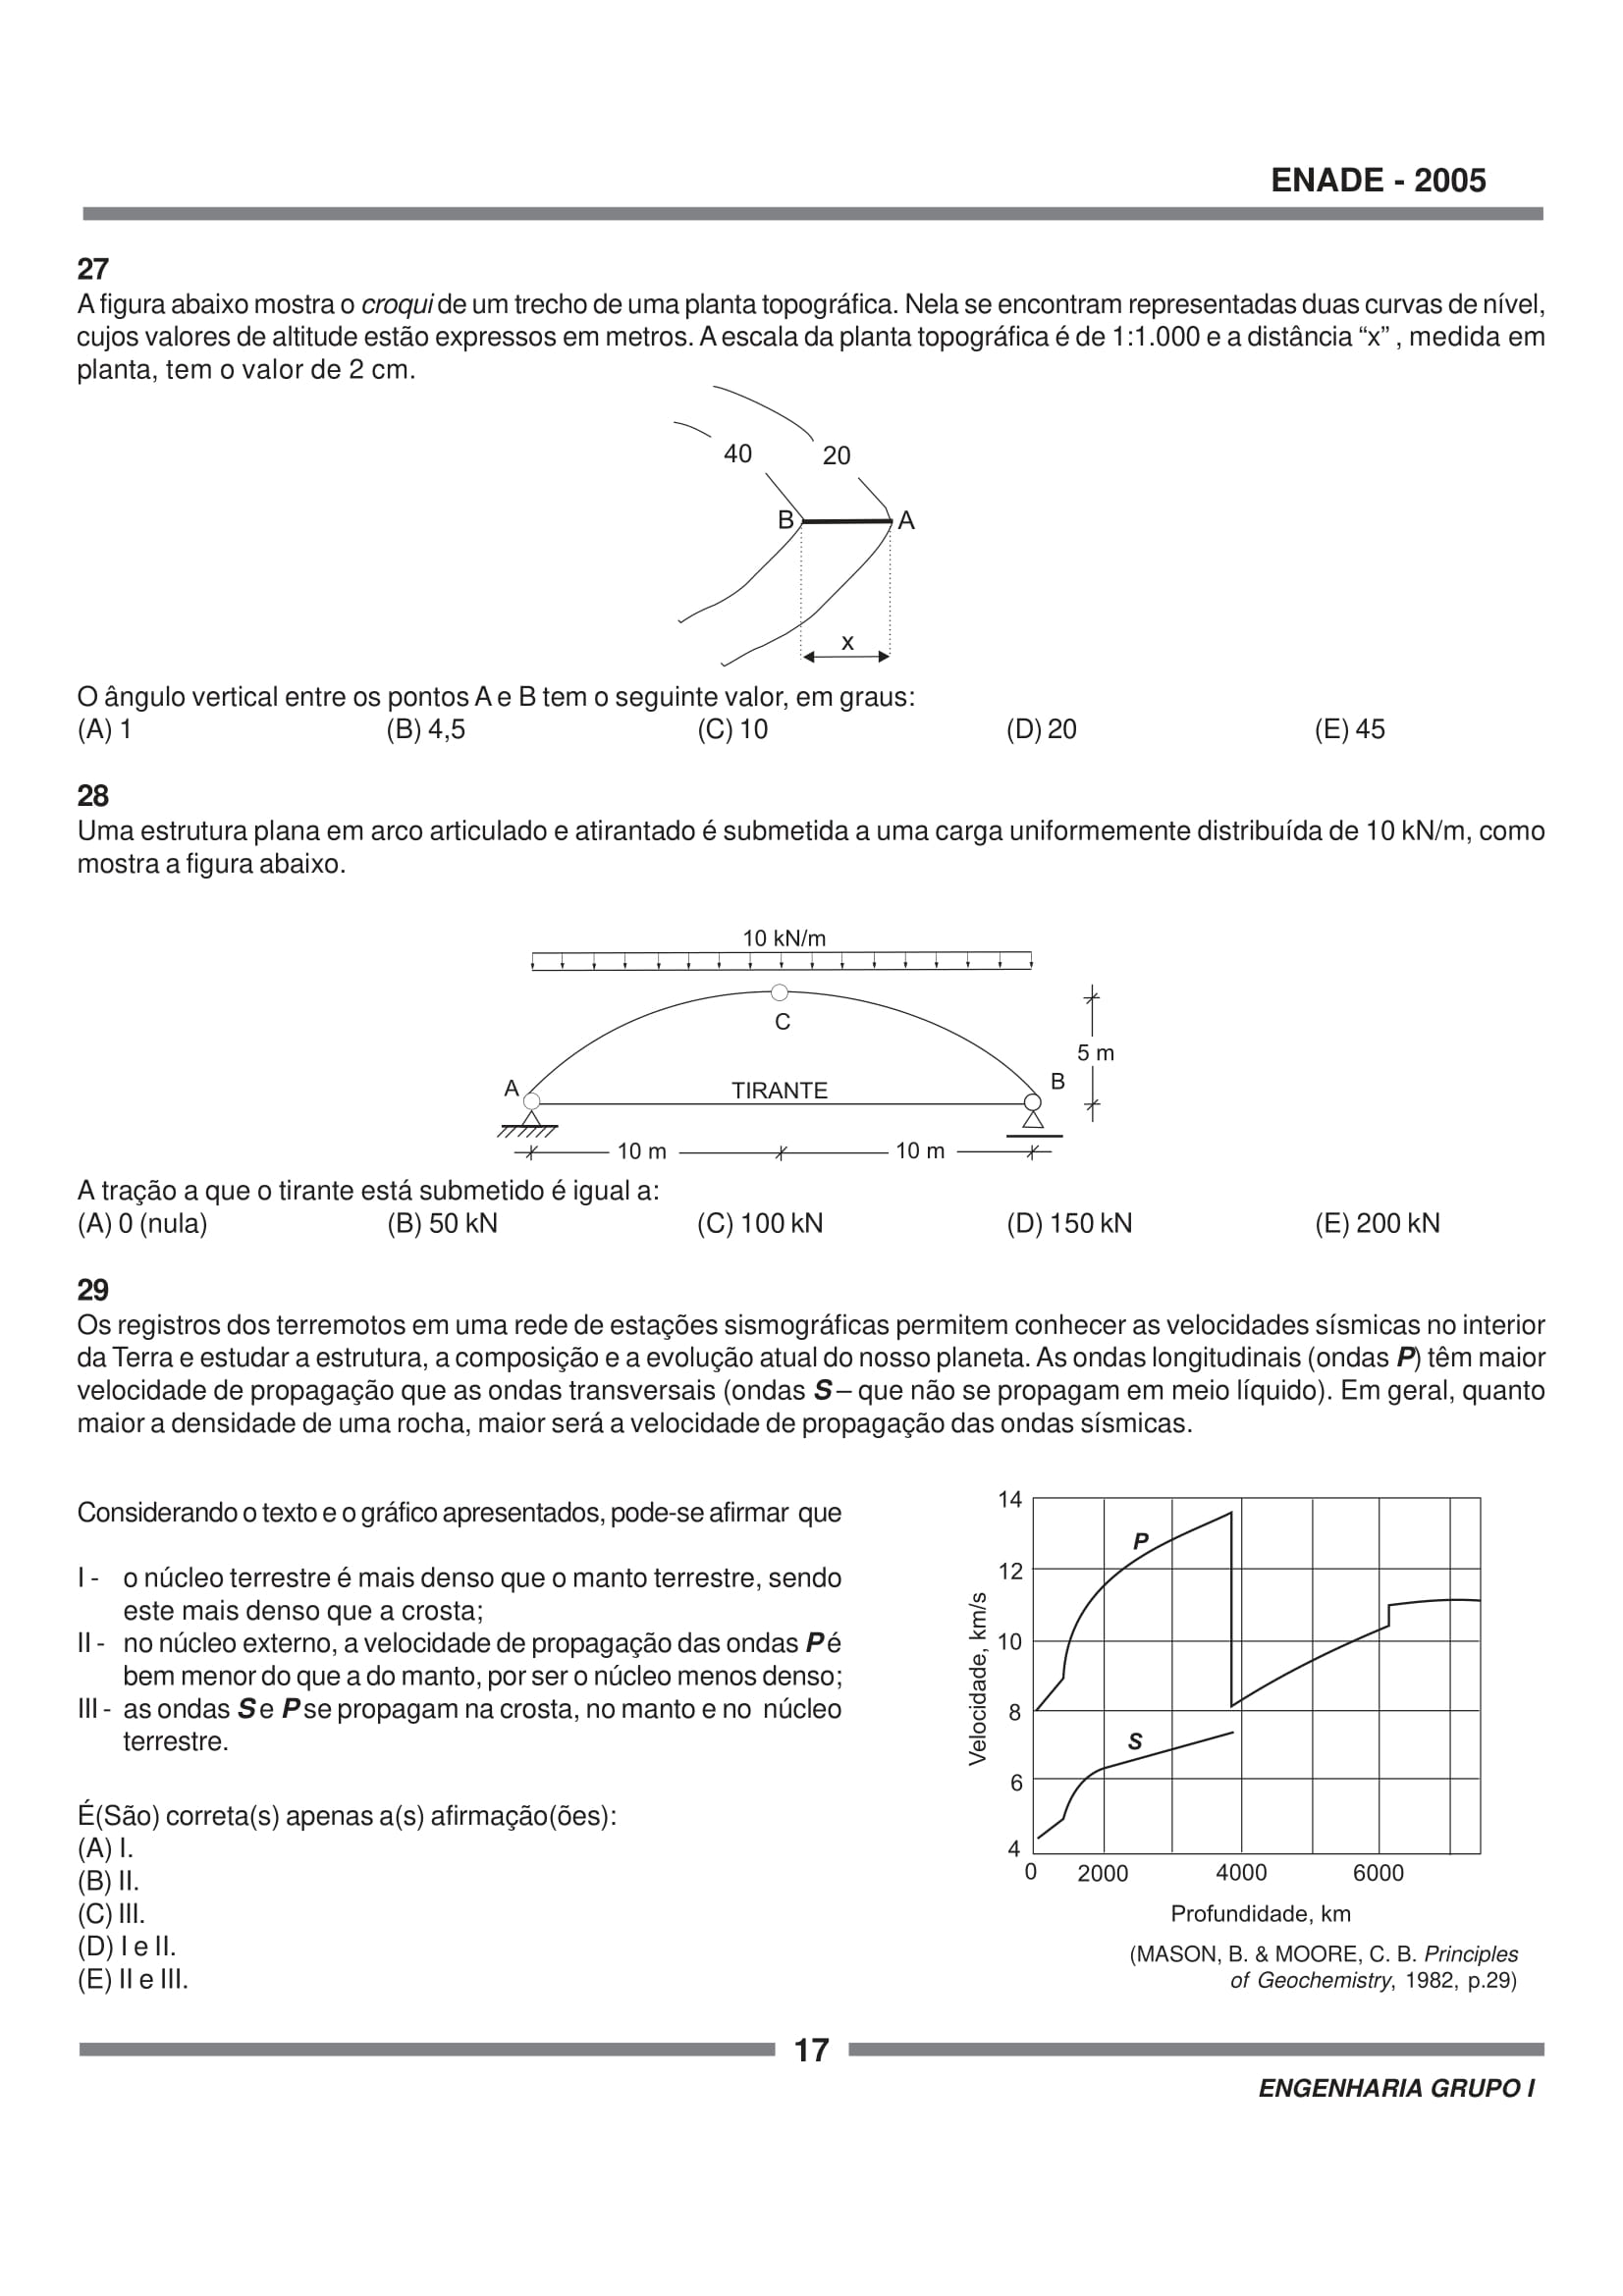 ENADE - 2005
27
A figura abaixo mostra o croqui de um trecho de uma planta topográfica. Nela se encontram representadas duas curvas de nível,
cujos valores de altitude estão expressos em metros. A escala da planta topográfica é de 1:1.000 e a distância “x” , medida em
planta, tem o valor de 2 cm.
40
20
B
A
x
O ângulo vertical entre os pontos A e B tem o seguinte valor, em graus:
(A) 1 (B) 4,5 (C) 10 (D) 20 (E) 45
28
Uma estrutura plana em arco articulado e atirantado é submetida a uma carga uniformemente distribuída de 10 kN/m, como
mostra a figura abaixo.
10 kN/m
C
5 m
A
TIRANTE
B
10 m
10 m
A tração a que o tirante está submetido é igual a:
(A) 0 (nula) (B) 50 kN (C) 100 kN (D) 150 kN (E) 200 kN
29
Os registros dos terremotos em uma rede de estações sismográficas permitem conhecer as velocidades sísmicas no interior
da Terra e estudar a estrutura, a composição e a evolução atual do nosso planeta. As ondas longitudinais (ondas P) têm maior
velocidade de propagação que as ondas transversais (ondas S – que não se propagam em meio líquido). Em geral, quanto
maior a densidade de uma rocha, maior será a velocidade de propagação das ondas sísmicas.
Considerando o texto e o gráfico apresentados, pode-se afirmar que
I - o núcleo terrestre é mais denso que o manto terrestre, sendo
este mais denso que a crosta;
II - no núcleo externo, a velocidade de propagação das ondas P é
bem menor do que a do manto, por ser o núcleo menos denso;
III - as ondas S e P se propagam na crosta, no manto e no núcleo
terrestre.
É(São) correta(s) apenas a(s) afirmação(ões):
(A) I.
(B) II.
(C) III.
(D) I e II.
(E) II e III.
14
12
10
8
6
4
Velocidade, km/s
P
S
0 2000 4000 6000
Profundidade, km
(MASON, B. & MOORE, C. B. Principles
of Geochemistry, 1982, p.29)
17
ENGENHARIA GRUPO I